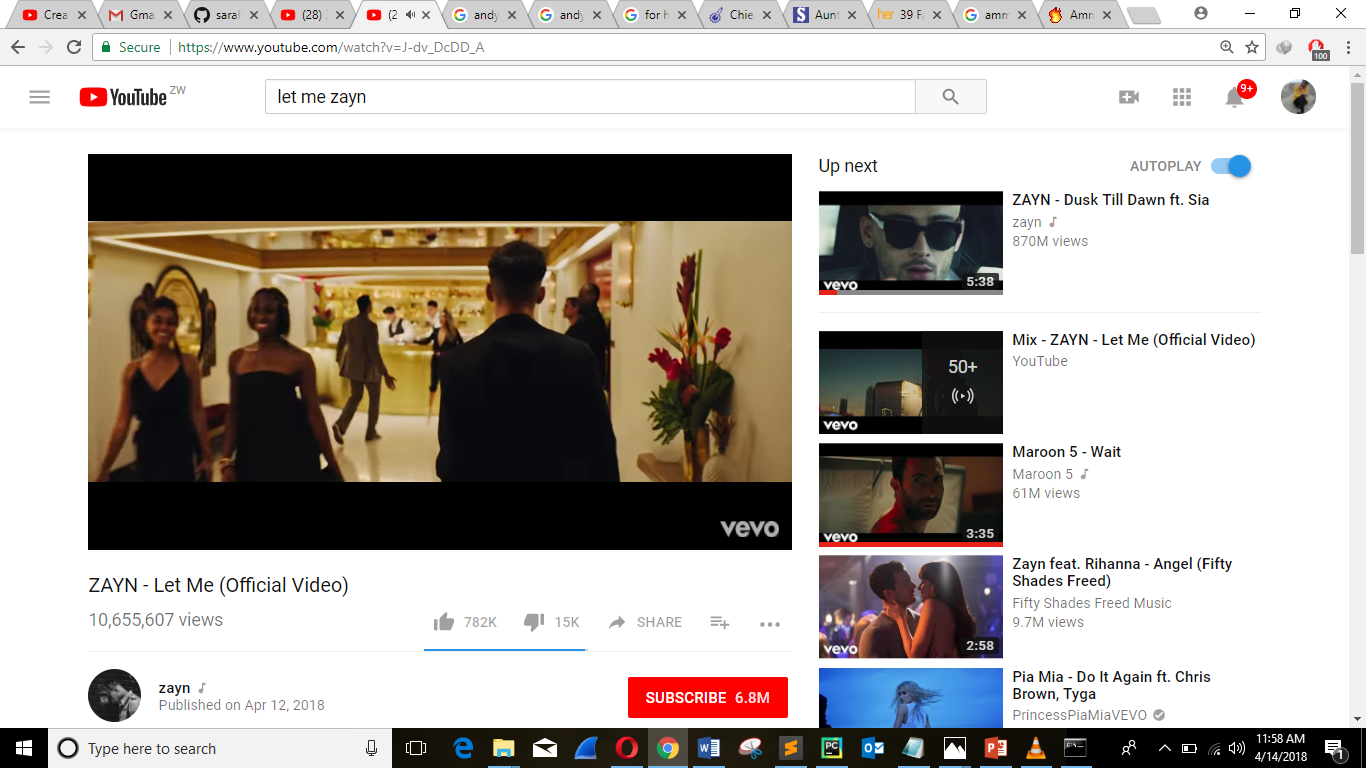 Crea
Gma
sarah
(28)
(2
andy
andy
for h
Chie
Aunt
her 39 Fa
amm
Amn
Secure
https://www.youtube.com/watch?v=J-dv_DcDD_A
100
YouTube ZW
let me zayn
9+
vevo
ZAYN - Let Me (Official Video)
10,655,607 views
782K
15K
SHARE
zayn
Published on Apr 12, 2018
SUBSCRIBE 6.8M
Up next
AUTOPLAY
vevo
5:38
ZAYN - Dusk Till Dawn ft. Sia
zayn
870M views
vevo
50+
Mix - ZAYN - Let Me (Official Video)
YouTube
vevo
3:35
Maroon 5 - Wait
Maroon 5
61M views
vevo
2:58
Zayn feat. Rihanna - Angel (Fifty
Shades Freed)
Fifty Shades Freed Music
9.7M views
Pia Mia - Do It Again ft. Chris
Brown, Tyga
PrincessPiaMiaVEVO
Type here to search
11:58 AM
4/14/2018
1